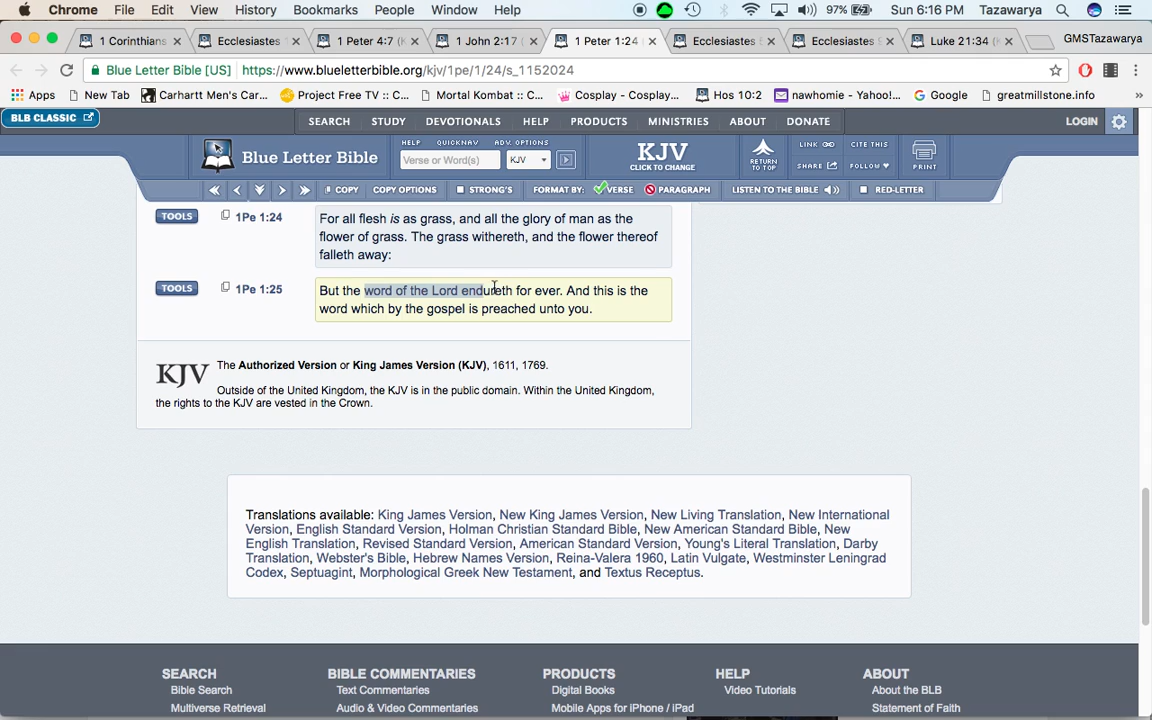 Chrome File Edit View History Bookmarks People Window Help 97% Sun 6:16 PM Tazawarya
1 Corinthians Ecclesiastes 1 1 Peter 4:7 (K 1 John 2:17 ( 1 Peter 1:24 Ecclesiastes Ecclesiastes 9 Luke 21:34 (K GMSTazawarya
Blue Letter Bible [US] https://www.blueletterbible.org/kjv/1pe/1/24/s_1152024
Apps New Tab Carhartt Men's Car... Project Free TV :: C... Mortal Kombat :: C... Cosplay - Cosplay... Hos 10:2 nawhomie - Yahoo!... Google greatmillstone.info »
BLB CLASSIC SEARCH STUDY DEVOTIONALS HELP PRODUCTS MINISTRIES ABOUT DONATE LOGIN
HELP QUICKNAV ADV. OPTIONS
Blue Letter Bible Verse or Word(s) KJV KJV CLICK TO CHANGE RETURN TO TOP LINK CITE THIS SHARE FOLLOW PRINT
COPY COPY OPTIONS STRONG'S FORMAT BY: VERSE PARAGRAPH LISTEN TO THE BIBLE RED-LETTER
TOOLS 1Pe 1:24 For all flesh is as grass, and all the glory of man as the
flower of grass. The grass withereth, and the flower thereof
falleth away:
TOOLS 1Pe 1:25 But the word of the Lord endureth for ever. And this is the
word which by the gospel is preached unto you.
KJV The Authorized Version or King James Version (KJV), 1611, 1769.
Outside of the United Kingdom, the KJV is in the public domain. Within the United Kingdom,
the rights to the KJV are vested in the Crown.
Translations available: King James Version, New King James Version, New Living Translation, New International
Version, English Standard Version, Holman Christian Standard Bible, New American Standard Bible, New
English Translation, Revised Standard Version, American Standard Version, Young's Literal Translation, Darby
Translation, Webster's Bible, Hebrew Names Version, Reina-Valera 1960, Latin Vulgate, Westminster Leningrad
Codex, Septuagint, Morphological Greek New Testament, and Textus Receptus.
SEARCH BIBLE COMMENTARIES PRODUCTS HELP ABOUT
Bible Search Text Commentaries Digital Books Video Tutorials About the BLB
Multiverse Retrieval Audio & Video Commentaries Mobile Apps for iPhone / iPad Statement of Faith